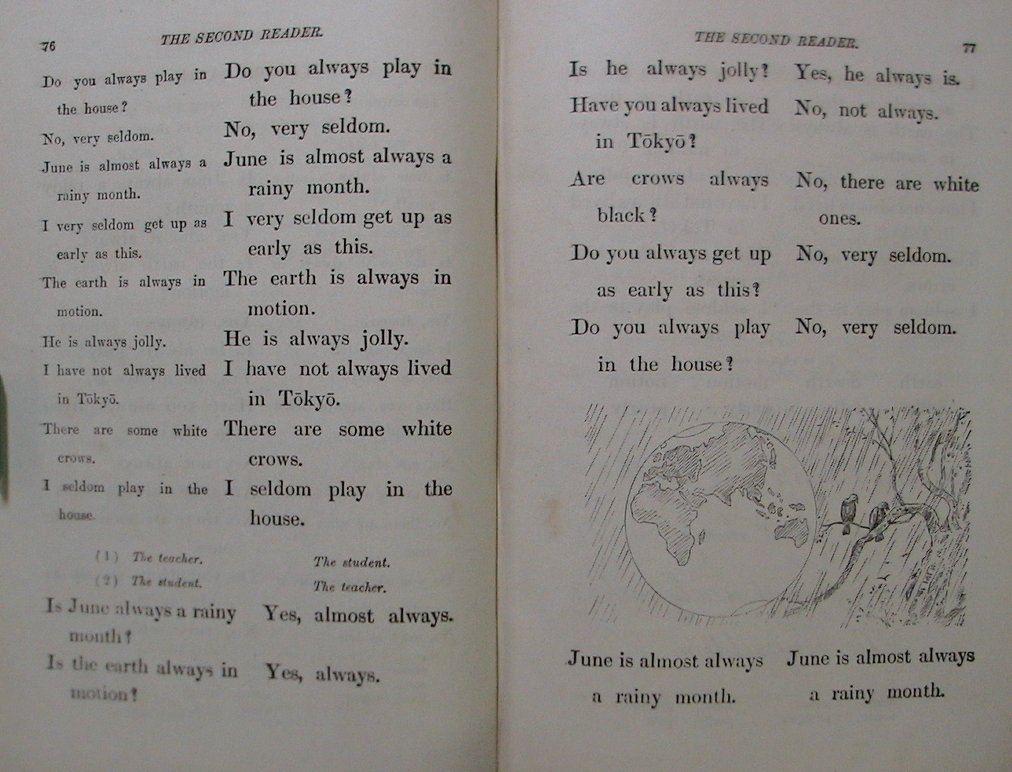 76
THE SECOND READER.
Do you always play in
the house?
No, very seldom.
June is almost always a
rainy month.
I very seldom get up as
early as this.
The earth is always in
motion.
He is always jolly.
I have not always lived
in Tōkyō.
There are some white
crows.
I seldom play in the
house.
Do you always play in
the house?
No, very seldom.
June is almost always a
rainy month.
I very seldom get up as
early as this.
The earth is always in
motion.
He is always jolly.
I have not always lived
in Tōkyō.
There are some white
crows.
I seldom play in the
house.
(1) The teacher. The student.
(2) The student. The teacher.
Is June always a rainy Yes, almost always.
month?
Is the earth always in Yes, always.
motion?
THE SECOND READER.
77
Is he always jolly? Yes, he always is.
Have you always lived No, not always.
in Tōkyō?
Are crows always No, there are white
black? ones.
Do you always get up No, very seldom.
as early as this?
Do you always play No, very seldom.
in the house?
June is almost always June is almost always
a rainy month. a rainy month.